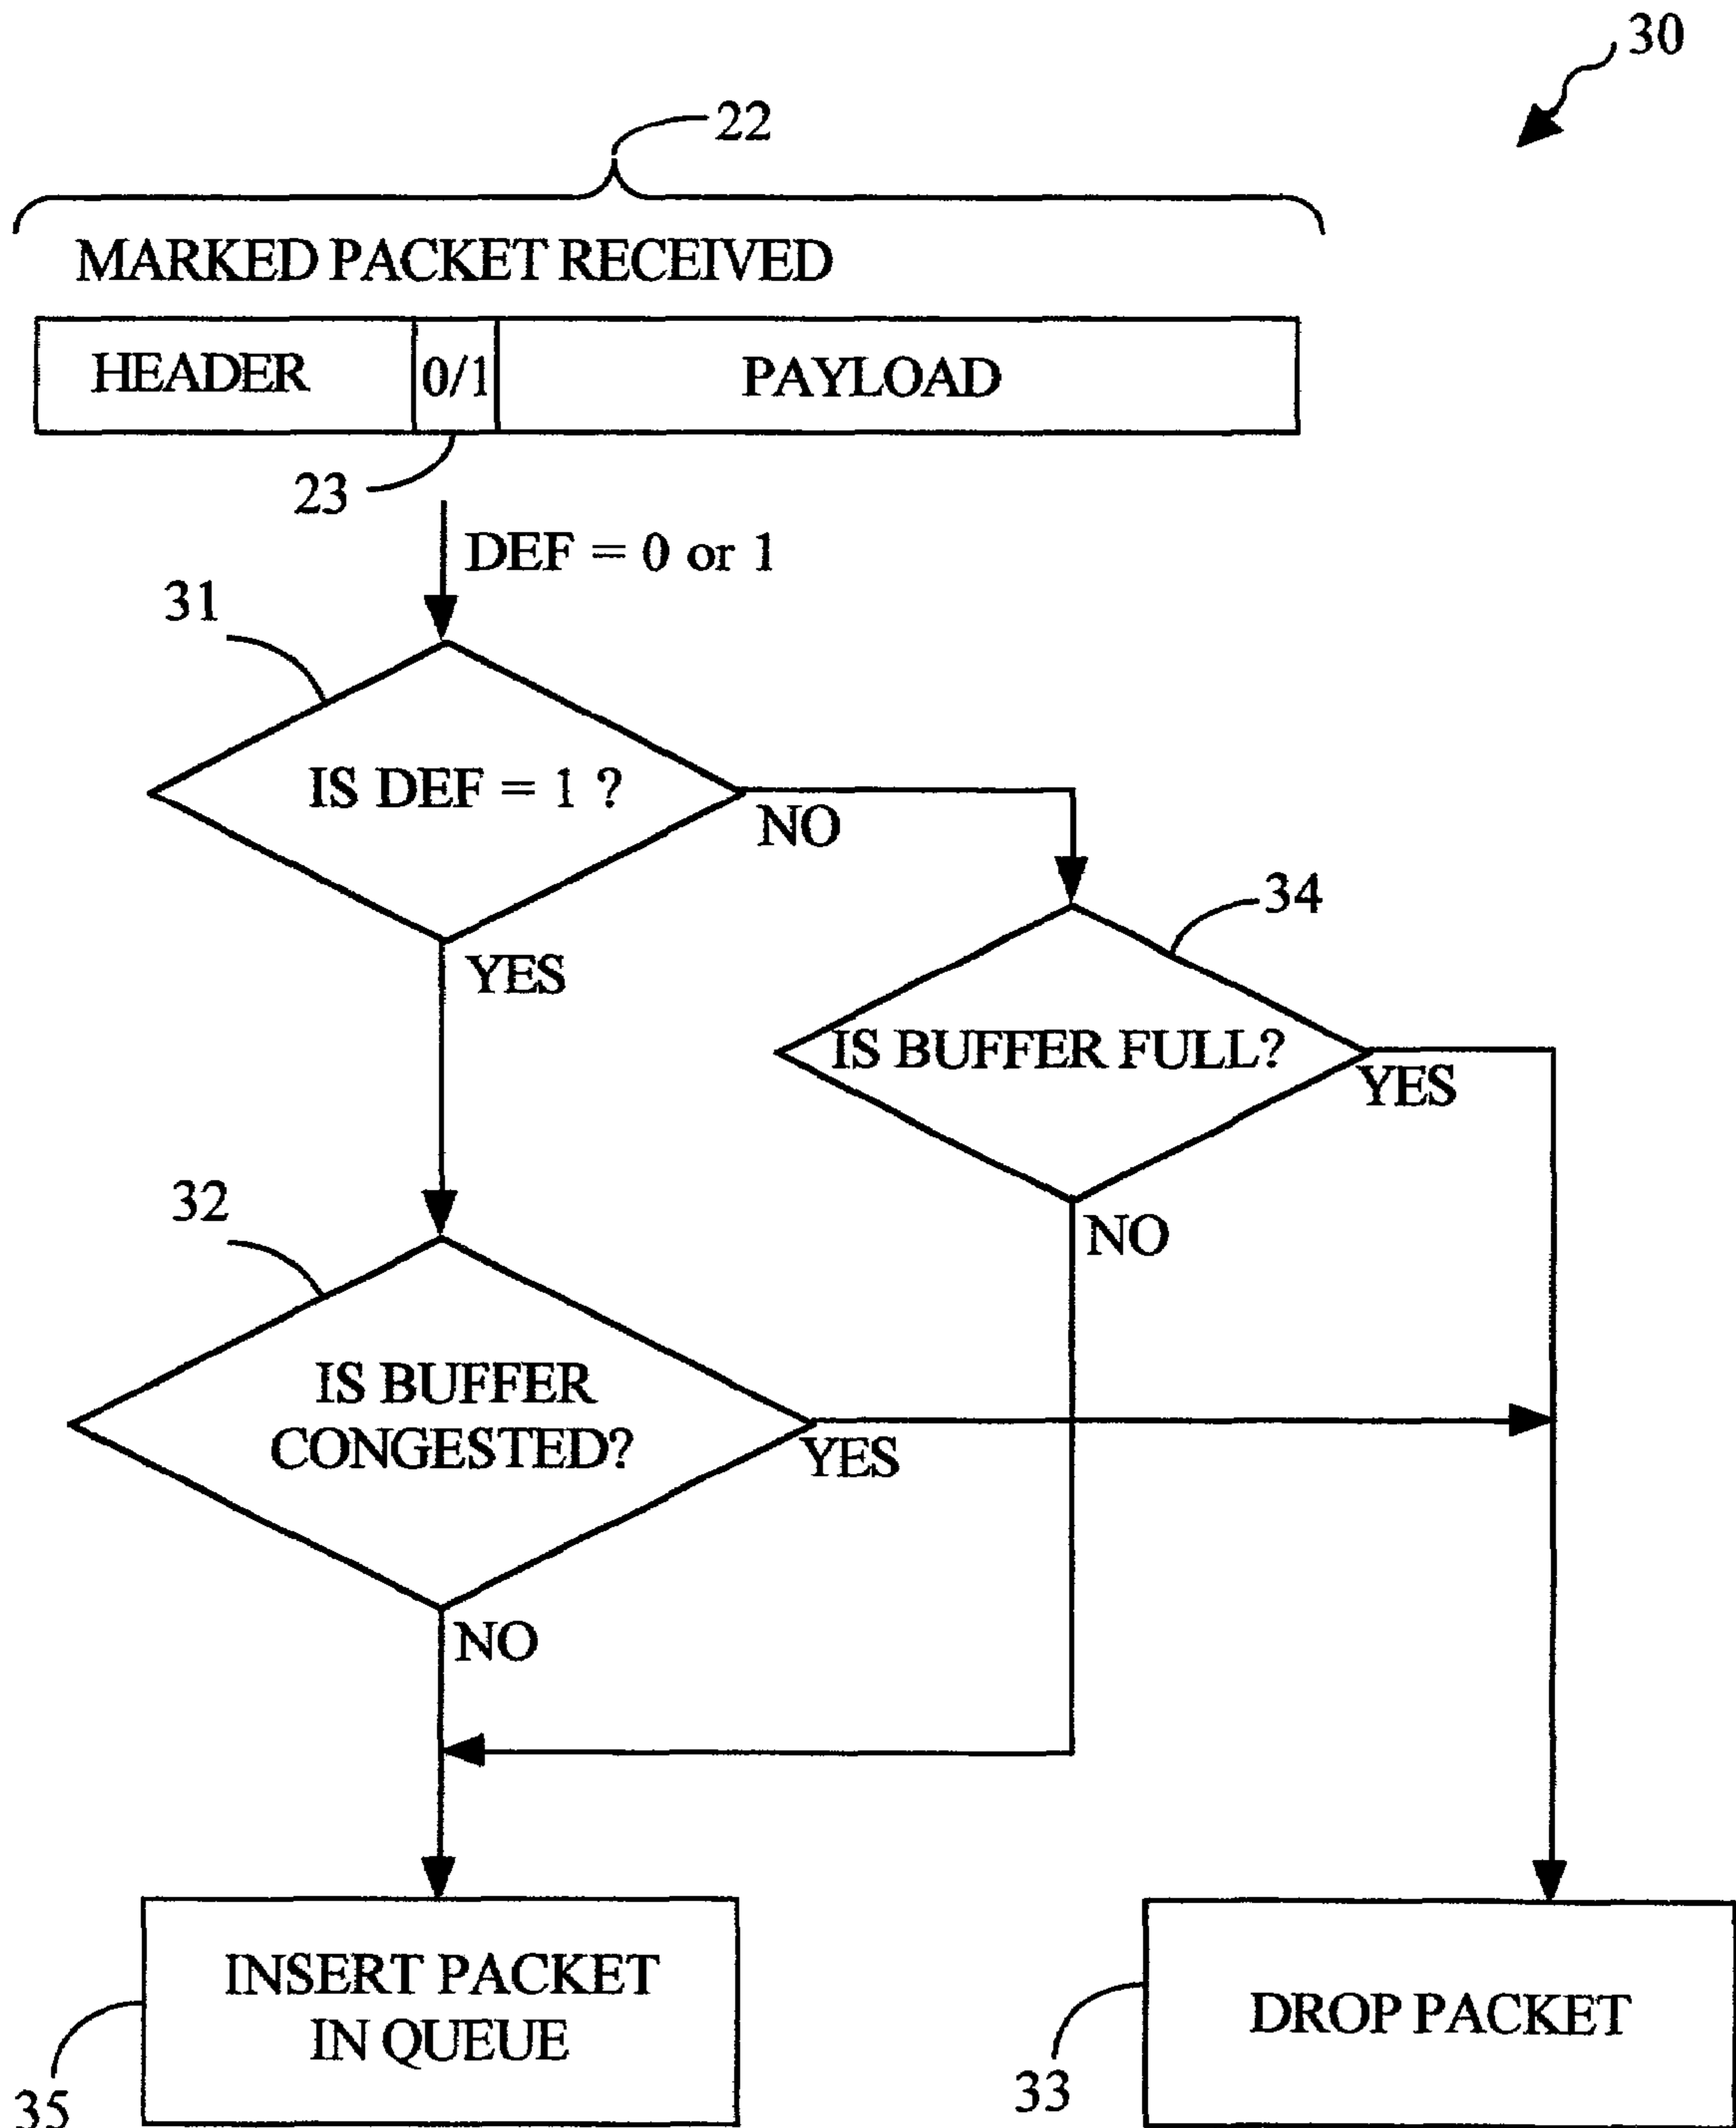 30
22
MARKED PACKET RECEIVED
HEADER 0/1 PAYLOAD
23
DEF = 0 or 1
31
IS DEF = 1 ?
NO
YES
34
IS BUFFER FULL?
YES
NO
32
IS BUFFER
CONGESTED?
YES
NO
INSERT PACKET
IN QUEUE
35
DROP PACKET
33